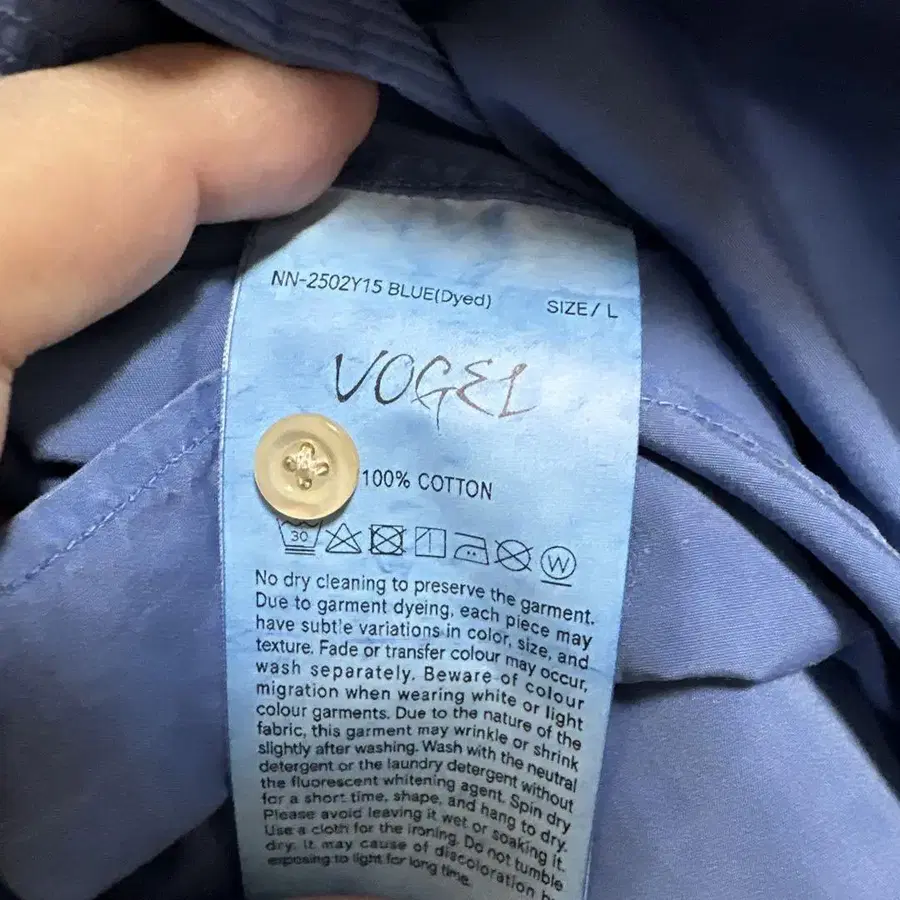 NN-2502Y15 BLUE(Dyed) SIZE/ L
VOGEL
100% COTTON
30
W
No dry cleaning to preserve the garment.
Due to garment dyeing, each piece may
have subtle variations in color, size, and
texture. Fade or transfer colour may occur,
wash separately. Beware of colour
migration when wearing white or light
colour garments. Due to the nature of the
fabric, this garment may wrinkle or shrink
slightly after washing. Wash with the neutral
detergent or the laundry detergent without
the fluorescent whitening agent. Spin dry
for a short time, shape, and hang to dry.
Please avoid leaving it wet or soaking it.
Use a cloth for the ironing. Do not tumble
dry. It may cause of discoloration by
exposing to light for long time.